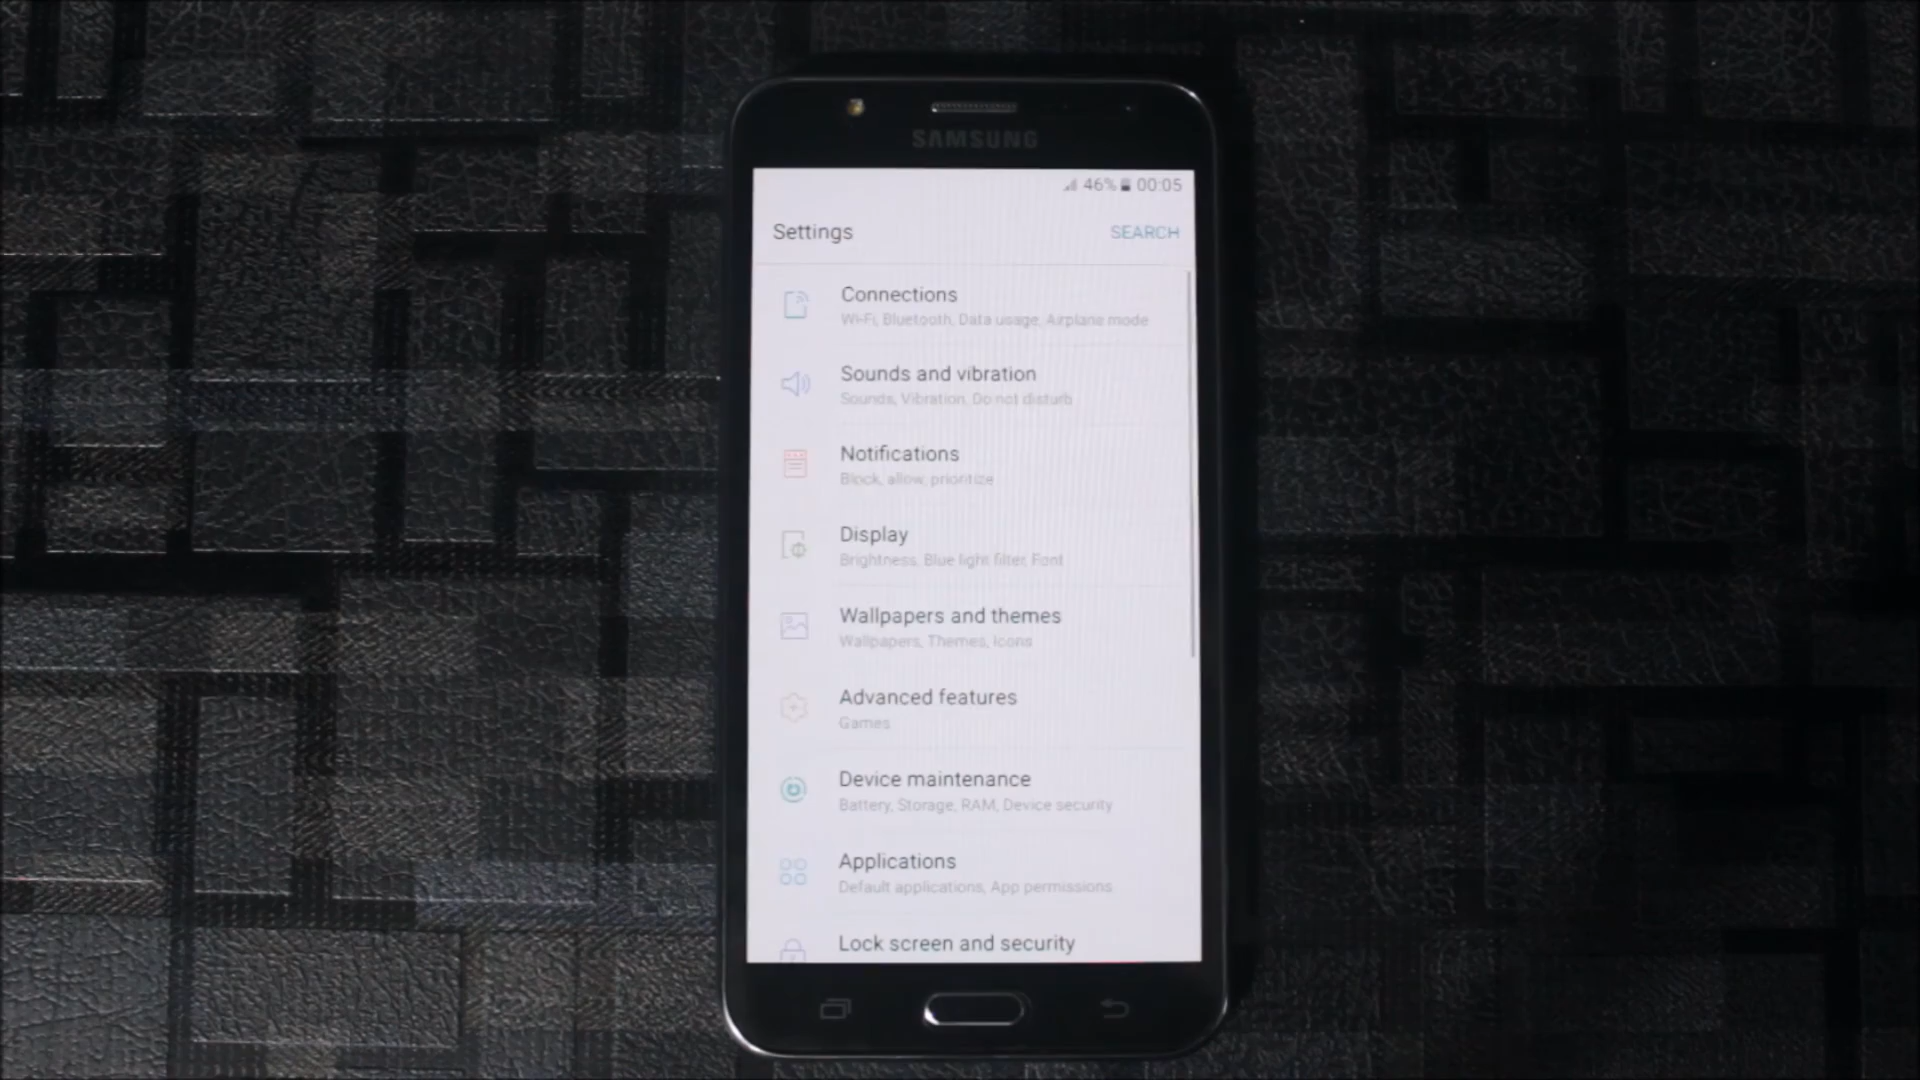 SAMSUNG
46% 00:05
Settings SEARCH
Connections
Wi-Fi, Bluetooth, Data usage, Airplane mode
Sounds and vibration
Sounds, Vibration, Do not disturb
Notifications
Block, allow, prioritize
Display
Brightness, Blue light filter, Font
Wallpapers and themes
Wallpapers, Themes, Icons
Advanced features
Games
Device maintenance
Battery, Storage, RAM, Device security
Applications
Default applications, App permissions
Lock screen and security